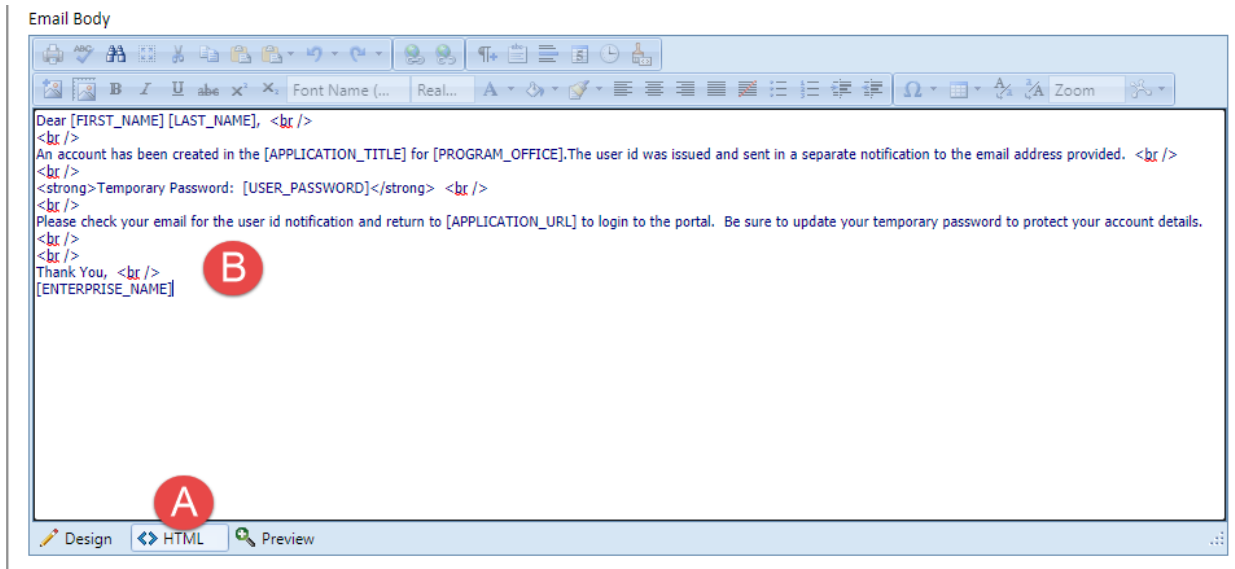 Email Body
ABC
B I U abc x² X₂ Font Name (... Real... A Ω Zoom
Dear [FIRST_NAME] [LAST_NAME], <br />
<br />
An account has been created in the [APPLICATION_TITLE] for [PROGRAM_OFFICE].The user id was issued and sent in a separate notification to the email address provided. <br />
<br />
<strong>Temporary Password: [USER_PASSWORD]</strong> <br />
<br />
Please check your email for the user id notification and return to [APPLICATION_URL] to login to the portal. Be sure to update your temporary password to protect your account details.
<br />
<br />
Thank You, <br />
[ENTERPRISE_NAME]
B
A
Design <> HTML Preview